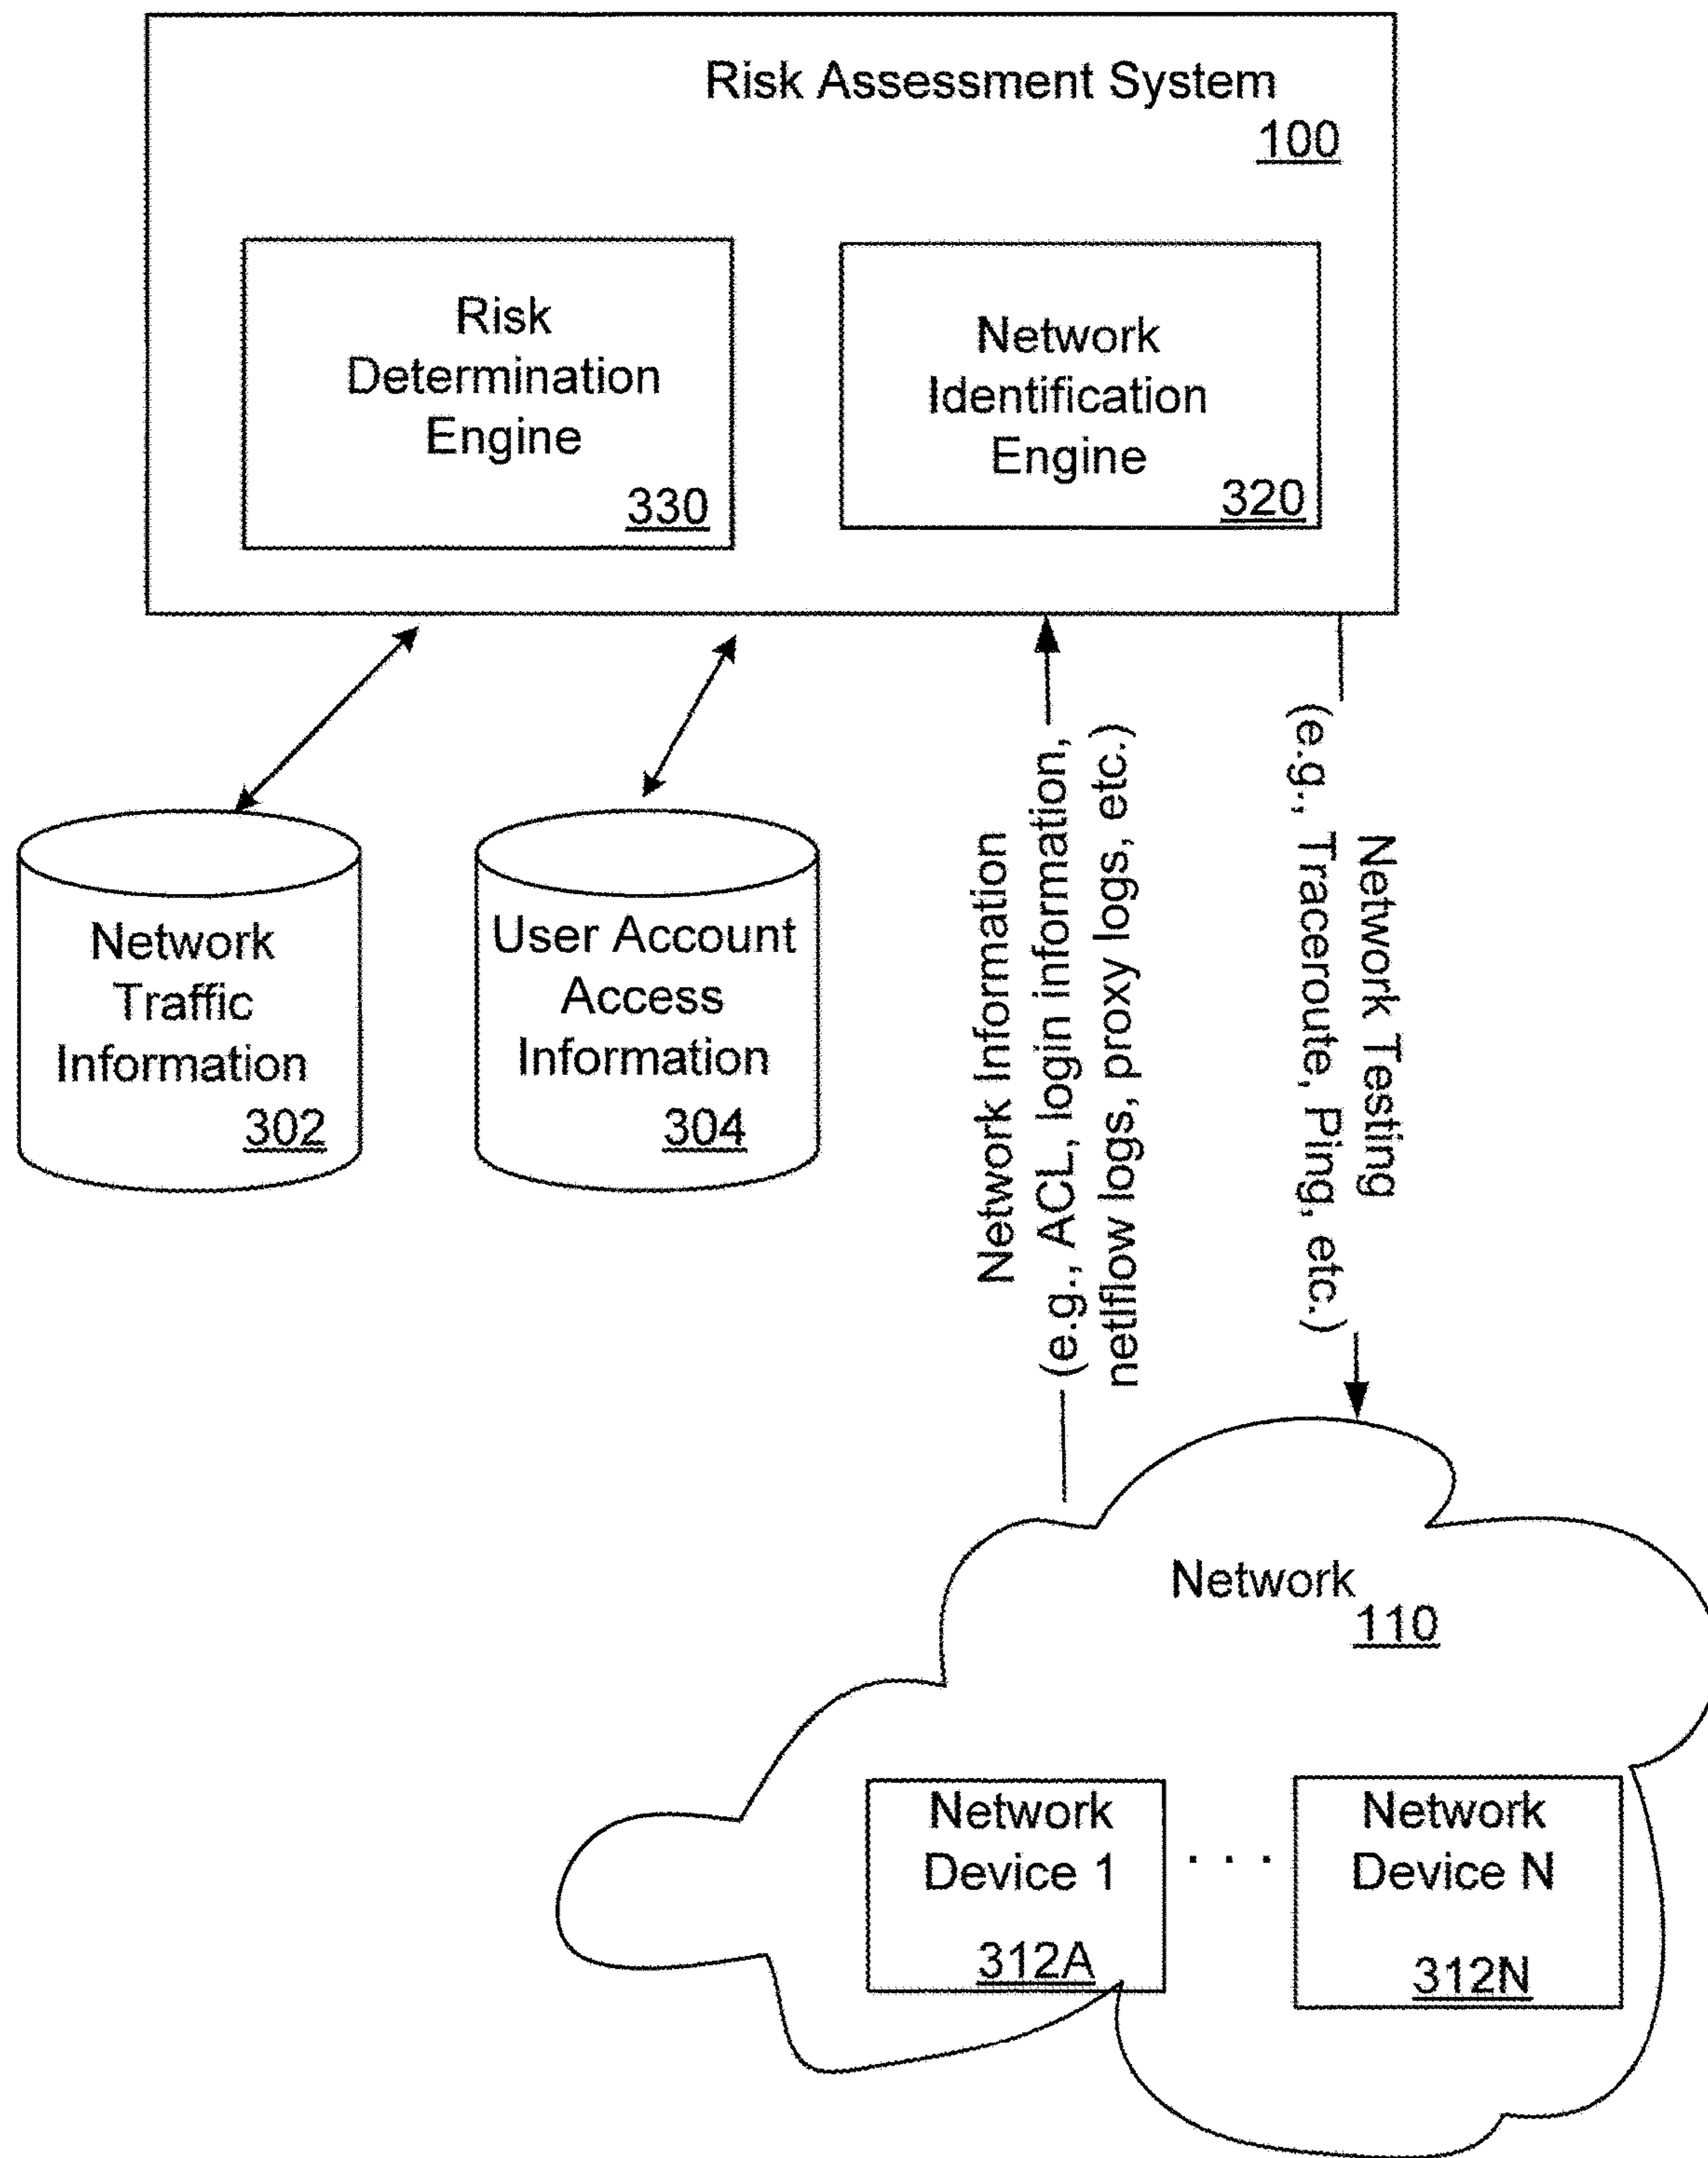 Risk Assessment System
100
Risk
Determination
Engine
330
Network
Identification
Engine
320
Network
Traffic
Information
302
User Account
Access
Information
304
Network Information
(e.g., ACL, login information,
netlflow logs, proxy logs, etc.)
Network Testing
(e.g., Traceroute, Ping, etc.)
Network
110
Network
Device 1
312A
. . .
Network
Device N
312N